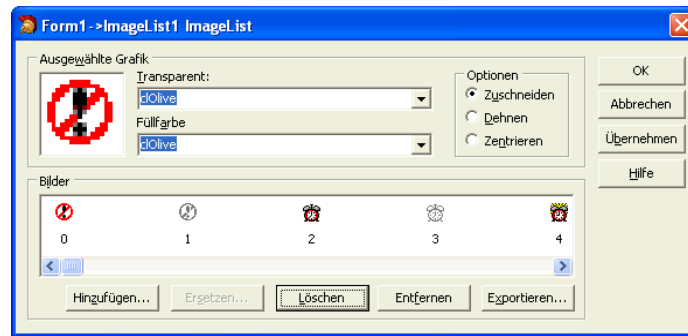 Form1->ImageList1 ImageList
Ausgewählte Grafik
Transparent:
clOlive
Füllfarbe
clOlive
Optionen
Zuschneiden
Dehnen
Zentrieren
OK
Abbrechen
Übernehmen
Hilfe
Bilder
0 1 2 3 4
Hinzufügen... Ersetzen... Löschen Entfernen Exportieren...